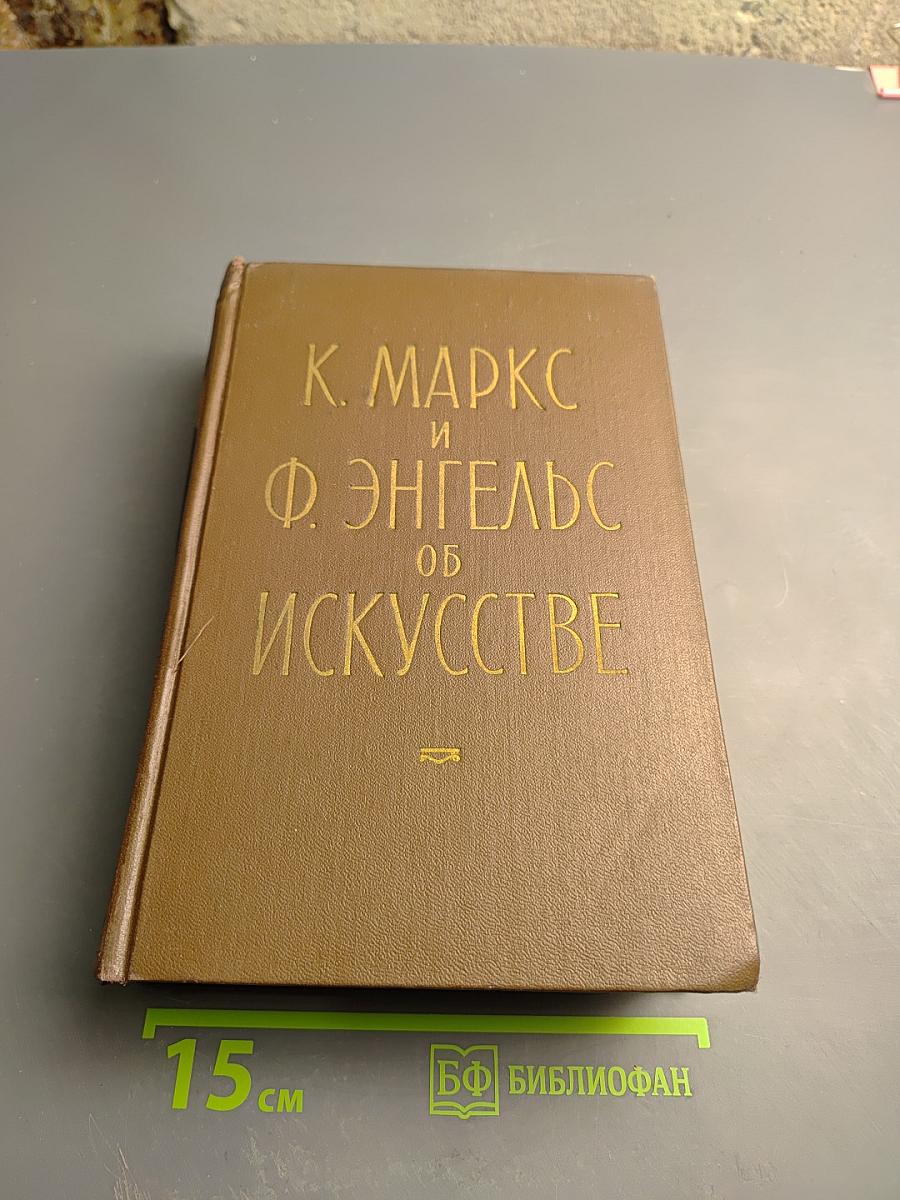 К. МАРКС
И
Ф. ЭНГЕЛЬС
ОБ
ИСКУССТВЕ
15 см
БФ БИБЛИОФАН